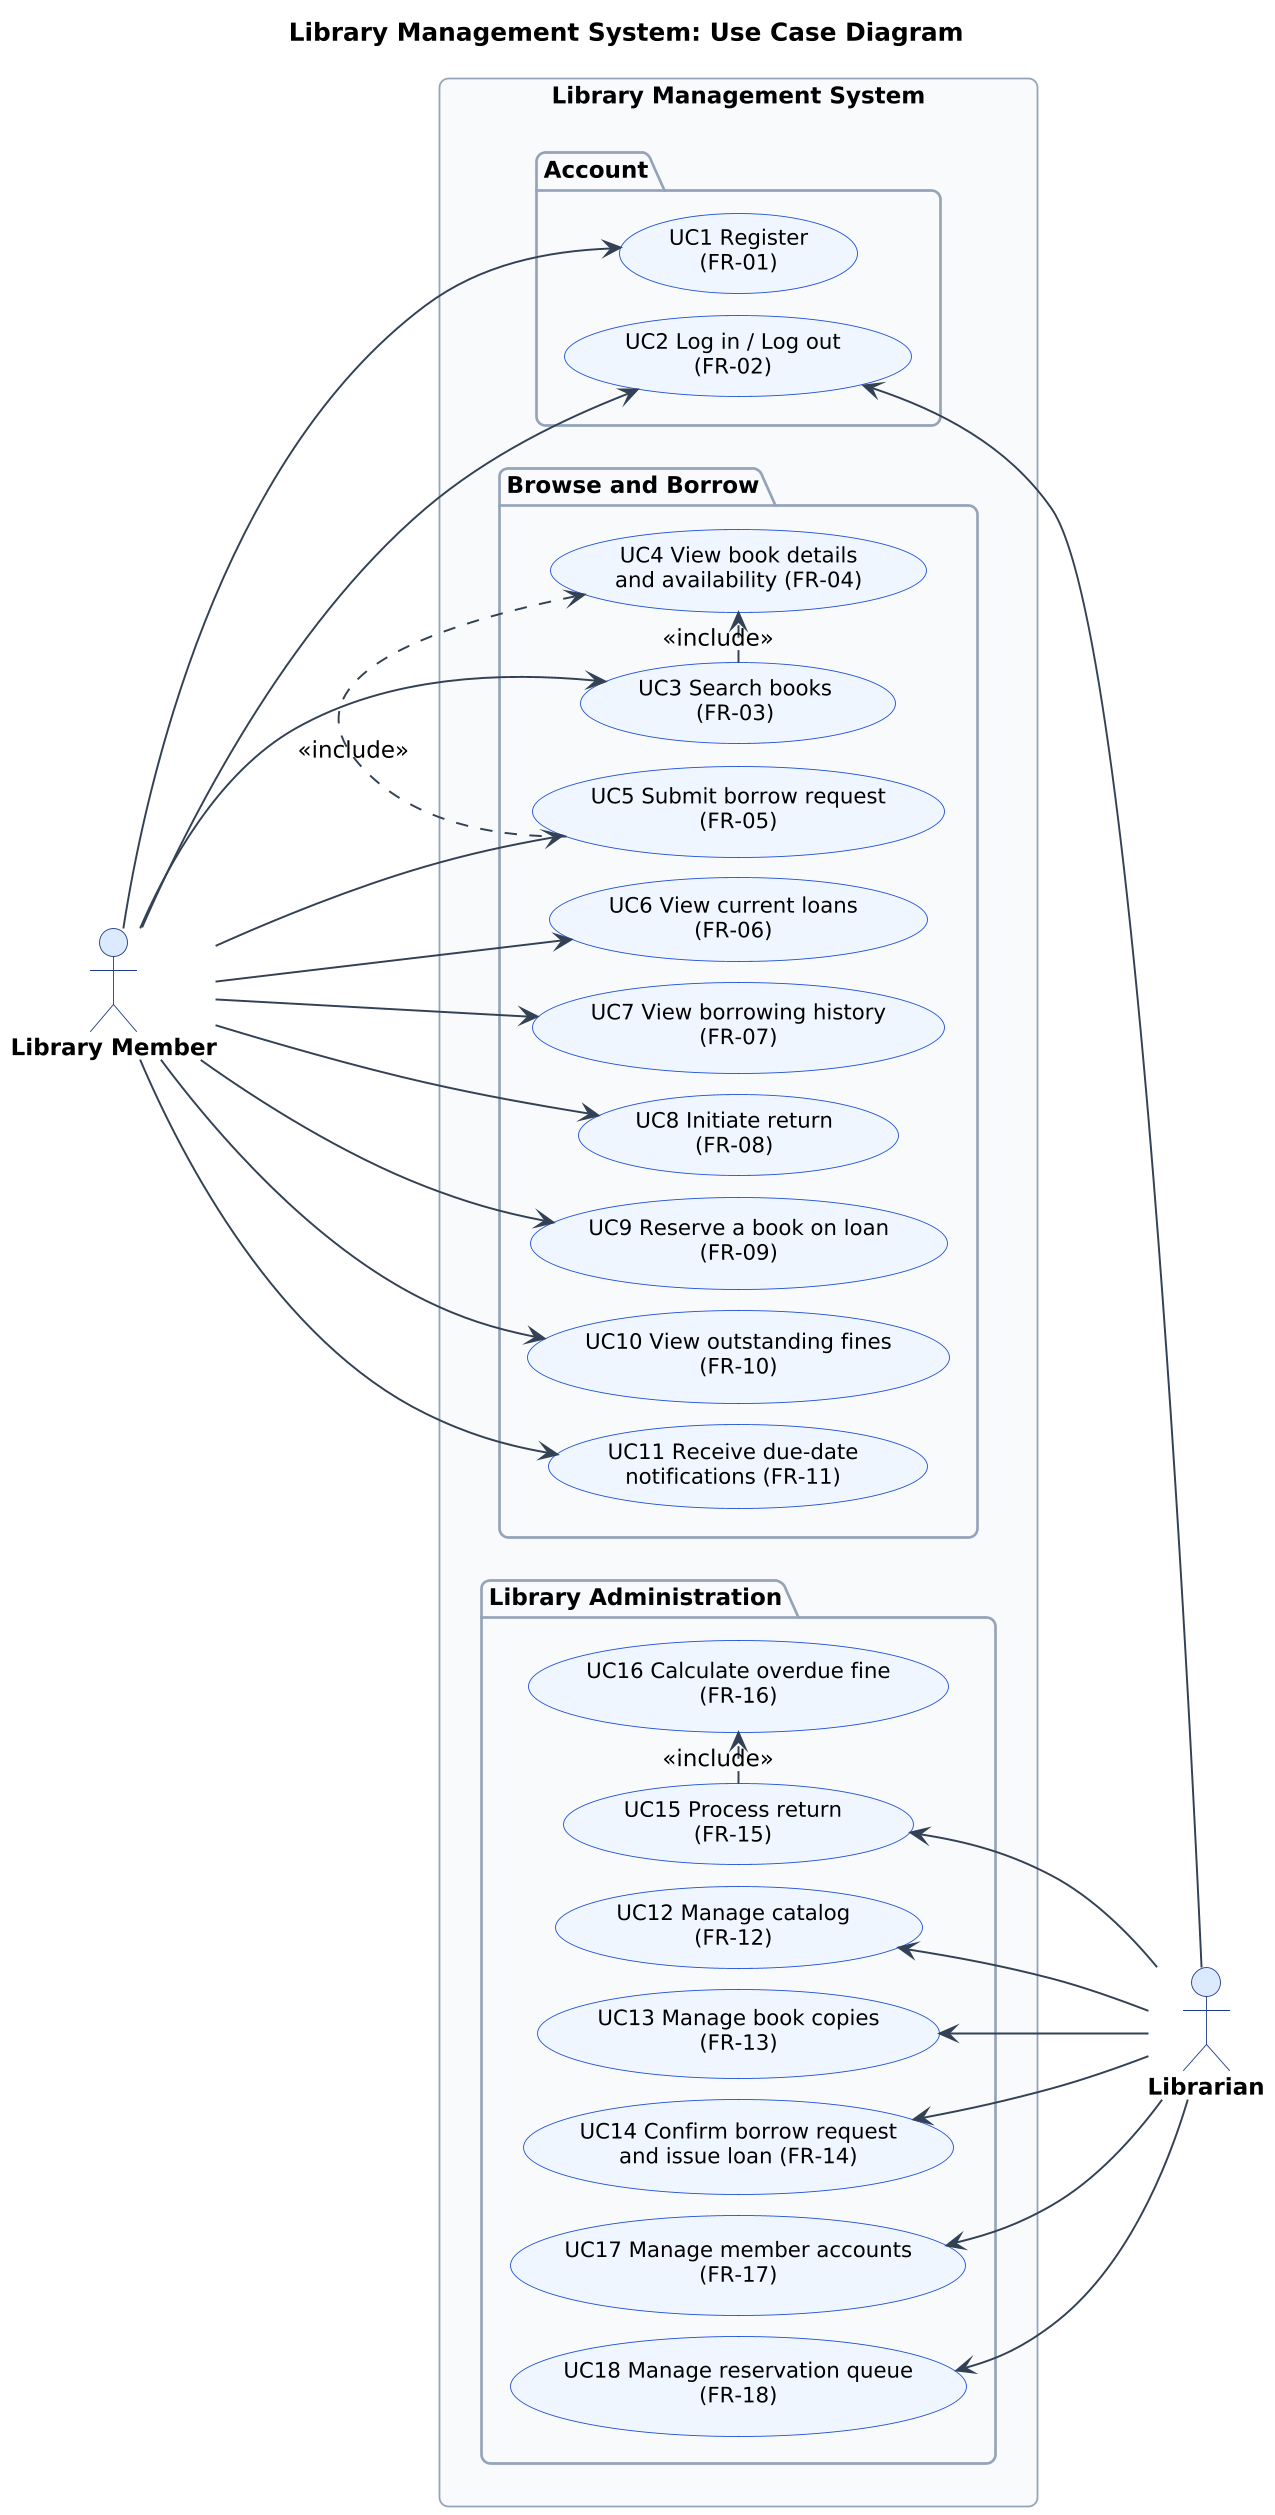 Library Management System: Use Case Diagram
Library Management System
Account
UC1 Register
(FR-01)
UC2 Log in / Log out
(FR-02)
Browse and Borrow
UC4 View book details
and availability (FR-04)
«include»
UC3 Search books
(FR-03)
«include»
UC5 Submit borrow request
(FR-05)
UC6 View current loans
(FR-06)
UC7 View borrowing history
(FR-07)
Library Member
UC8 Initiate return
(FR-08)
UC9 Reserve a book on loan
(FR-09)
UC10 View outstanding fines
(FR-10)
UC11 Receive due-date
notifications (FR-11)
Library Administration
UC16 Calculate overdue fine
(FR-16)
«include»
UC15 Process return
(FR-15)
UC12 Manage catalog
(FR-12)
UC13 Manage book copies
(FR-13)
Librarian
UC14 Confirm borrow request
and issue loan (FR-14)
UC17 Manage member accounts
(FR-17)
UC18 Manage reservation queue
(FR-18)